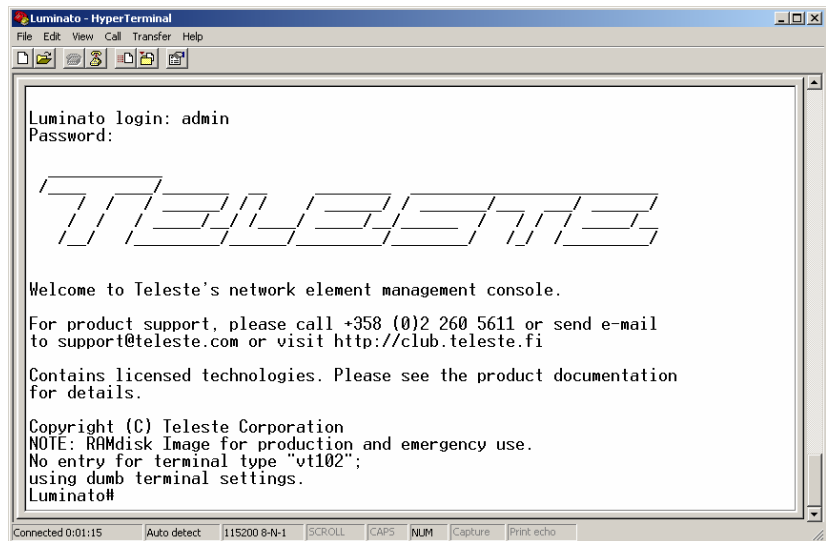 Luminato - HyperTerminal
File Edit View Call Transfer Help
Luminato login: admin
Password:
TELESTE
Welcome to Teleste's network element management console.
For product support, please call +358 (0)2 260 5611 or send e-mail
to support@teleste.com or visit http://club.teleste.fi
Contains licensed technologies. Please see the product documentation
for details.
Copyright (C) Teleste Corporation
NOTE: RAMdisk Image for production and emergency use.
No entry for terminal type "vt102";
using dumb terminal settings.
Luminato#
Connected 0:01:15 Auto detect 115200 8-N-1 SCROLL CAPS NUM Capture Print echo